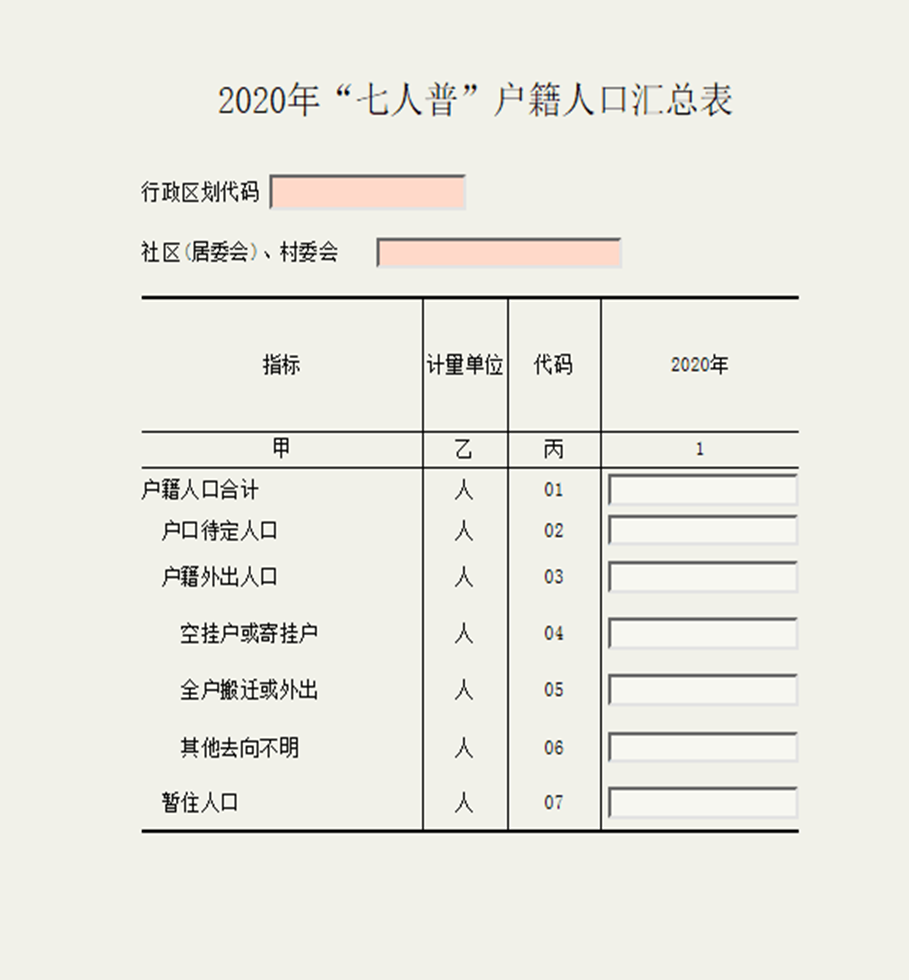 2020年“七人普”户籍人口汇总表
行政区划代码
社区(居委会)、村委会
指标 计量单位 代码 2020年
甲 乙 丙 1
户籍人口合计 人 01
户口待定人口 人 02
户籍外出人口 人 03
空挂户或寄挂户 人 04
全户搬迁或外出 人 05
其他去向不明 人 06
暂住人口 人 07